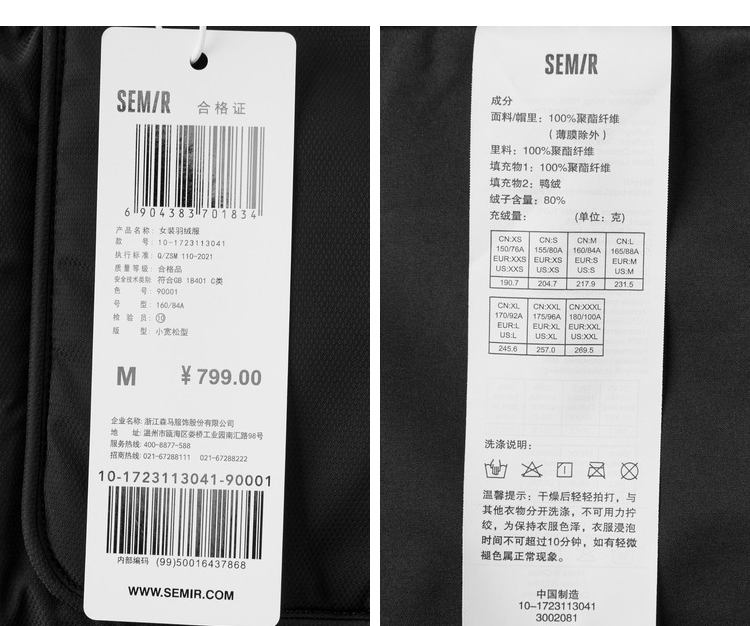 SEMIR 合格证
6 904383 701834
产品名称: 女装羽绒服
款 号: 10-1723113041
执行标准: Q/ZSM 110-2021
质量等级: 合格品
安全技术类别: 符合GB 18401 C类
色 号: 90001
号 型: 160/84A
检 验 员: ⑩
版 型: 小宽松型
M ¥799.00
企业名称: 浙江森马服饰股份有限公司
地 址: 温州市瓯海区娄桥工业园南汇路98号
服务热线: 400-8877-588
招商热线: 021-67288111 021-67288222
10-1723113041-90001
内部编码 (99)50016437868
WWW.SEMIR.COM
SEMIR
成分
面料/帽里: 100%聚酯纤维
(薄膜除外)
里料: 100%聚酯纤维
填充物1: 100%聚酯纤维
填充物2: 鸭绒
绒子含量: 80%
充绒量: (单位: 克)
CN:XS CN:S CN:M CN:L
150/76A 155/80A 160/84A 165/88A
EUR:XXS EUR:XS EUR:S EUR:M
US:XXS US:XS US:S US:M
190.7 204.7 217.9 231.5
CN:XL CN:XXL CN:XXXL
170/92A 175/96A 180/100A
EUR:L EUR:XL EUR:XXL
US:L US:XL US:XXL
245.6 257.0 269.5
洗涤说明:
温馨提示: 干燥后轻轻拍打, 与
其他衣物分开洗涤, 不可用力拧
绞, 为保持衣服色泽, 衣服浸泡
时间不可超过10分钟, 如有轻微
褪色属正常现象。
中国制造
10-1723113041
3002081